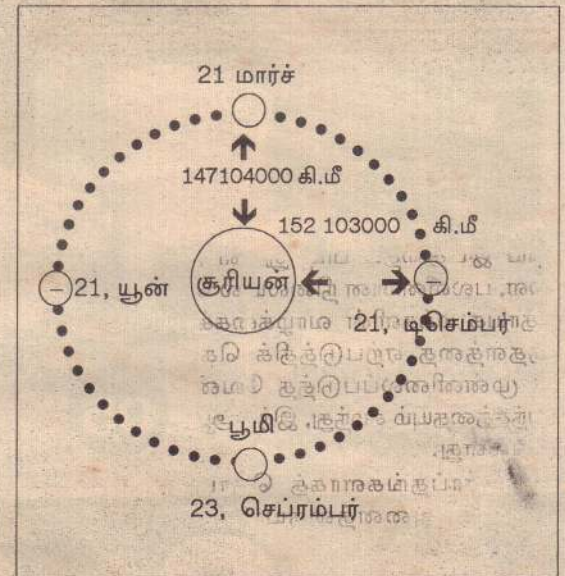 21 மார்ச்
147104000 கி.மீ
152 103000 கி.மீ
21, யூன்
சூரியன்
21, டிசெம்பர்
பூமி
23, செப்ரம்பர்